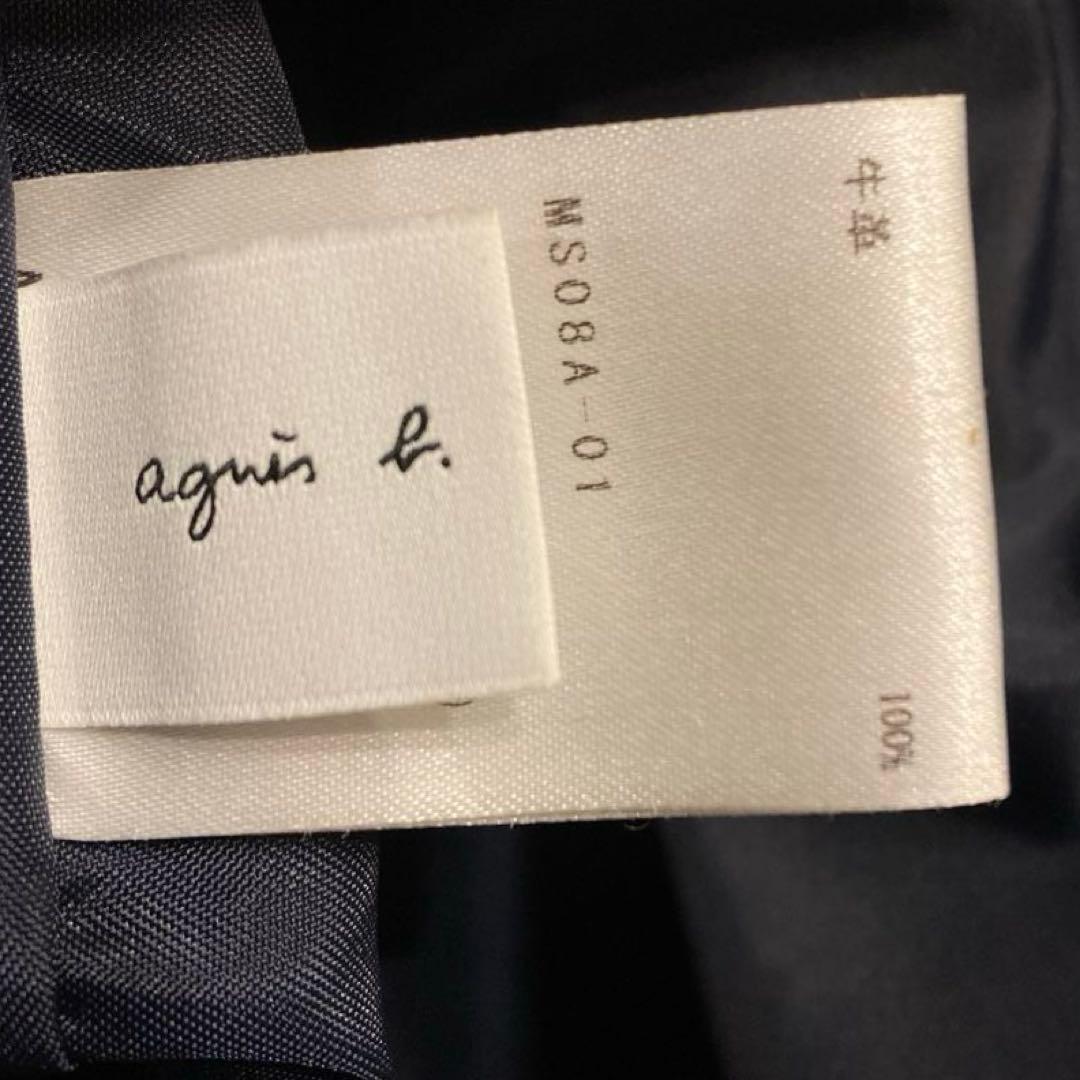 agnès b.
MS08A-01
牛革 100%